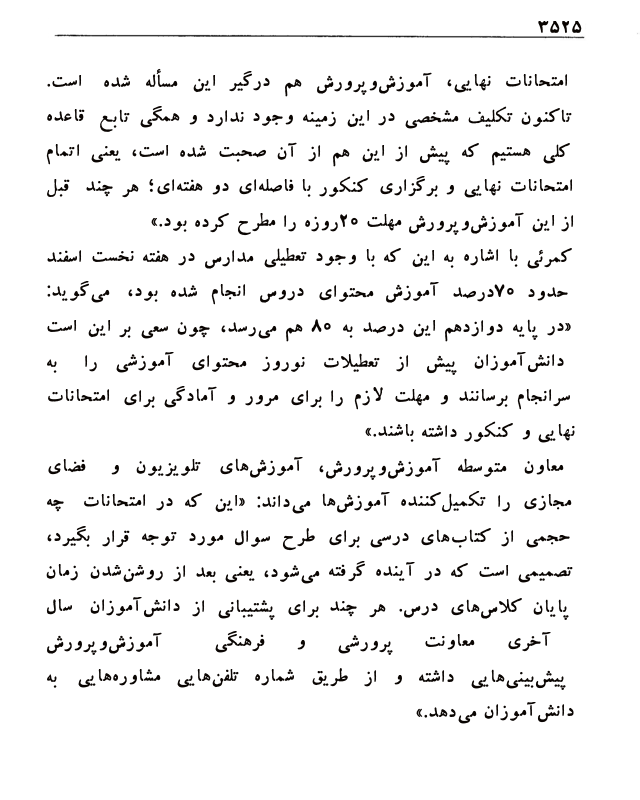 ۳۵۲۵
امتحانات نهایی، آموزش‌وپرورش هم درگیر این مسأله شده است.
تاکنون تکلیف مشخصی در این زمینه وجود ندارد و همگی تابع قاعده
کلی هستیم که پیش از این هم از آن صحبت شده است، یعنی اتمام
امتحانات نهایی و برگزاری کنکور با فاصله‌ای دو هفته‌ای؛ هر چند قبل
از این آموزش‌وپرورش مهلت ۲۰روزه را مطرح کرده بود.»
کمرئی با اشاره به این که با وجود تعطیلی مدارس در هفته نخست اسفند
حدود ۷۰درصد آموزش محتوای دروس انجام شده بود، می‌گوید:
«در پایه دوازدهم این درصد به ۸۰ هم می‌رسد، چون سعی بر این است
دانش‌آموزان پیش از تعطیلات نوروز محتوای آموزشی را به
سرانجام برسانند و مهلت لازم را برای مرور و آمادگی برای امتحانات
نهایی و کنکور داشته باشند.»
معاون متوسطه آموزش‌وپرورش، آموزش‌های تلویزیون و فضای
مجازی را تکمیل‌کننده آموزش‌ها می‌داند: «این که در امتحانات چه
حجمی از کتاب‌های درسی برای طرح سوال مورد توجه قرار بگیرد،
تصمیمی است که در آینده گرفته می‌شود، یعنی بعد از روشن‌شدن زمان
پایان کلاس‌های درس. هر چند برای پشتیبانی از دانش‌آموزان سال
آخری معاونت پرورشی و فرهنگی آموزش‌وپرورش
پیش‌بینی‌هایی داشته و از طریق شماره تلفن‌هایی مشاوره‌هایی به
دانش‌آموزان می‌دهد.»